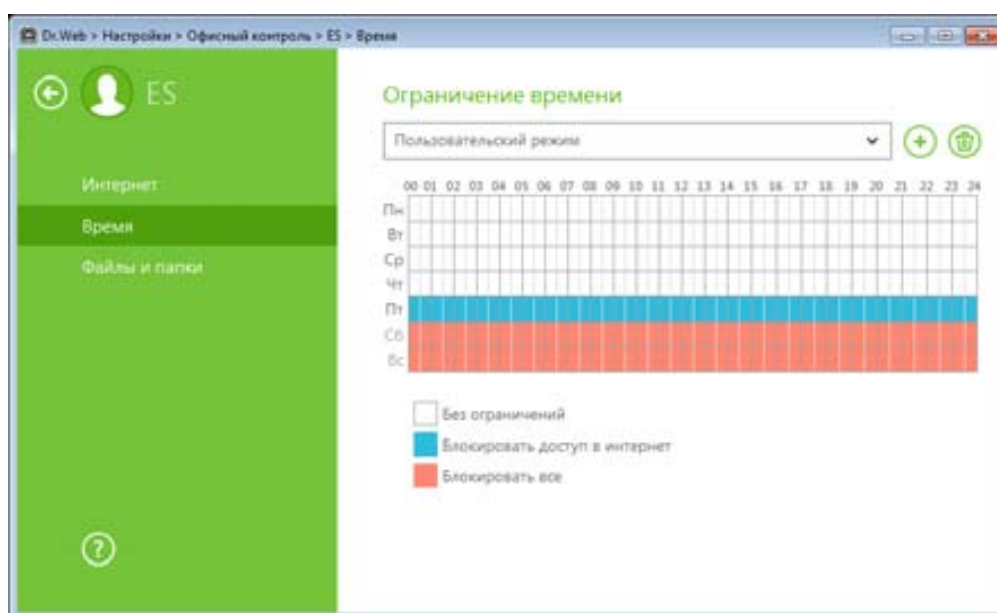 Dr.Web > Настройки > Офисный контроль > ES > Время
ES
Интернет
Время
Файлы и папки
Ограничение времени
Пользовательский режим
00 01 02 03 04 05 06 07 08 09 10 11 12 13 14 15 16 17 18 19 20 21 22 23 24
Пн
Вт
Ср
Чт
Пт
Сб
Вс
Без ограничений
Блокировать доступ в интернет
Блокировать все
?